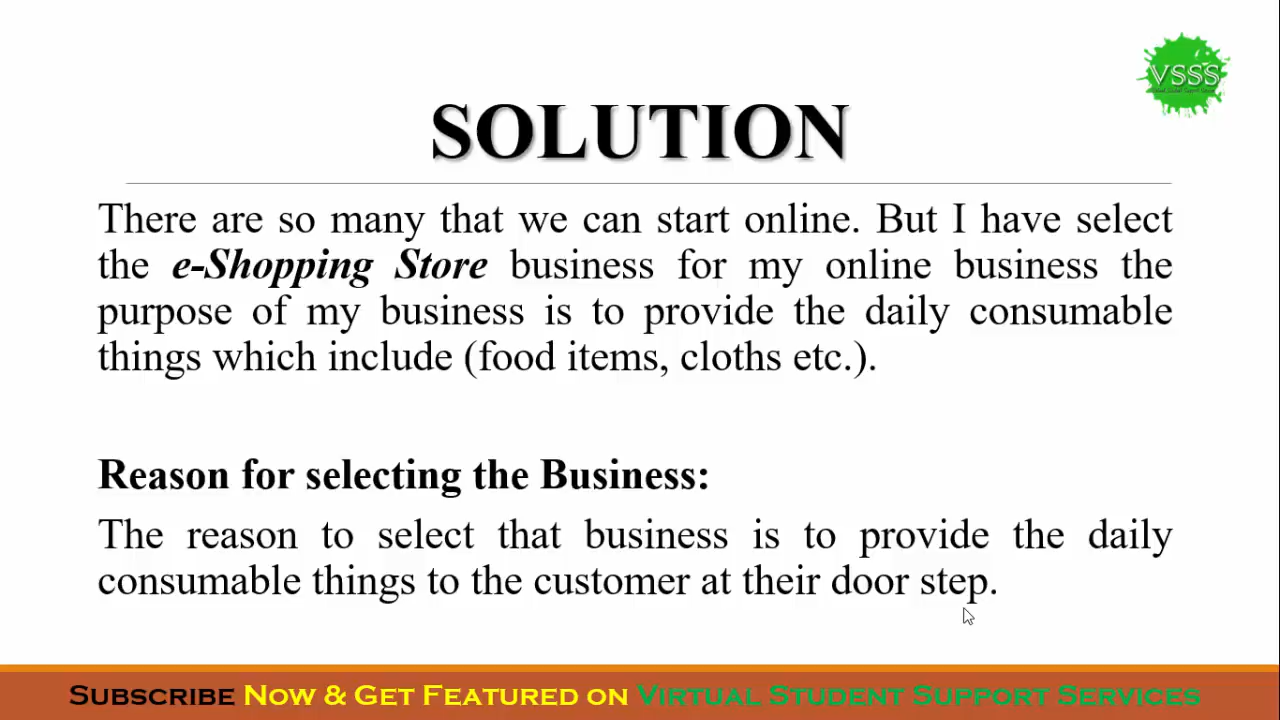 VSSS
SOLUTION
There are so many that we can start online. But I have select
the e-Shopping Store business for my online business the
purpose of my business is to provide the daily consumable
things which include (food items, cloths etc.).
Reason for selecting the Business:
The reason to select that business is to provide the daily
consumable things to the customer at their door step.
Subscribe Now & Get Featured on Virtual Student Support Services